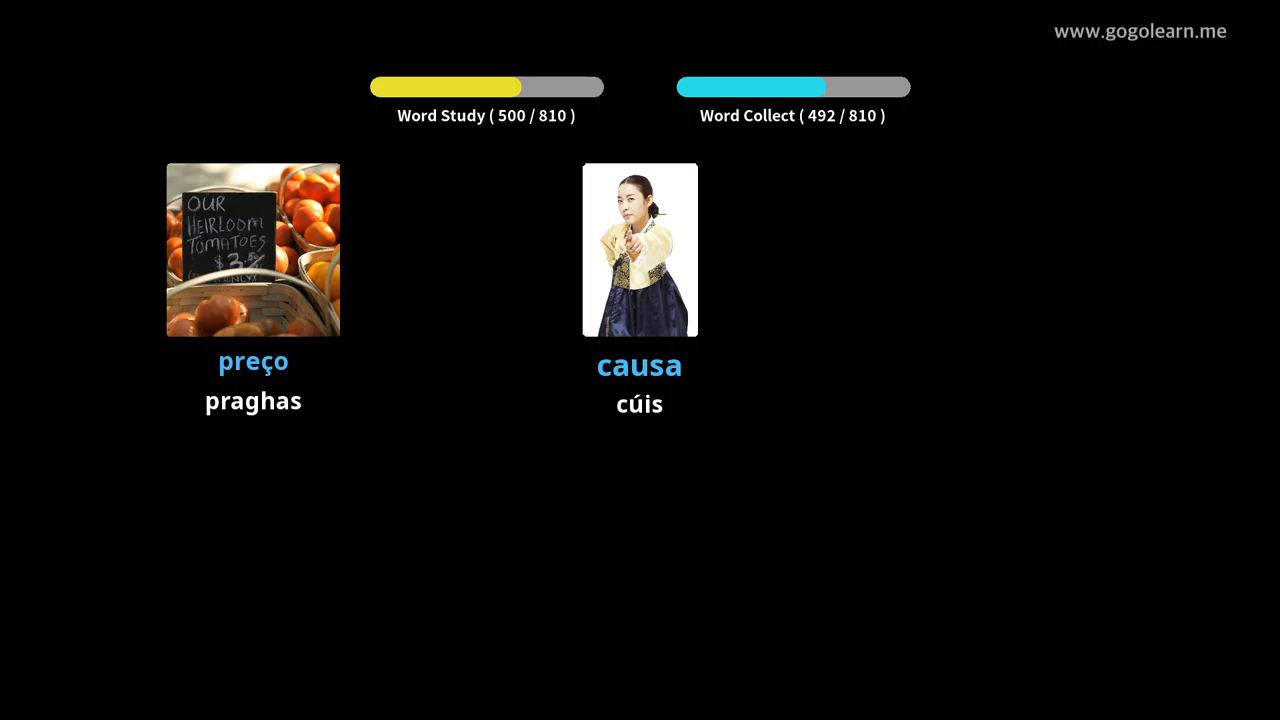 www.gogolearn.me
Word Study ( 500 / 810 )
Word Collect ( 492 / 810 )
OUR
HEIRLOOM
TOMATOES
preço
causa
praghas
cúis